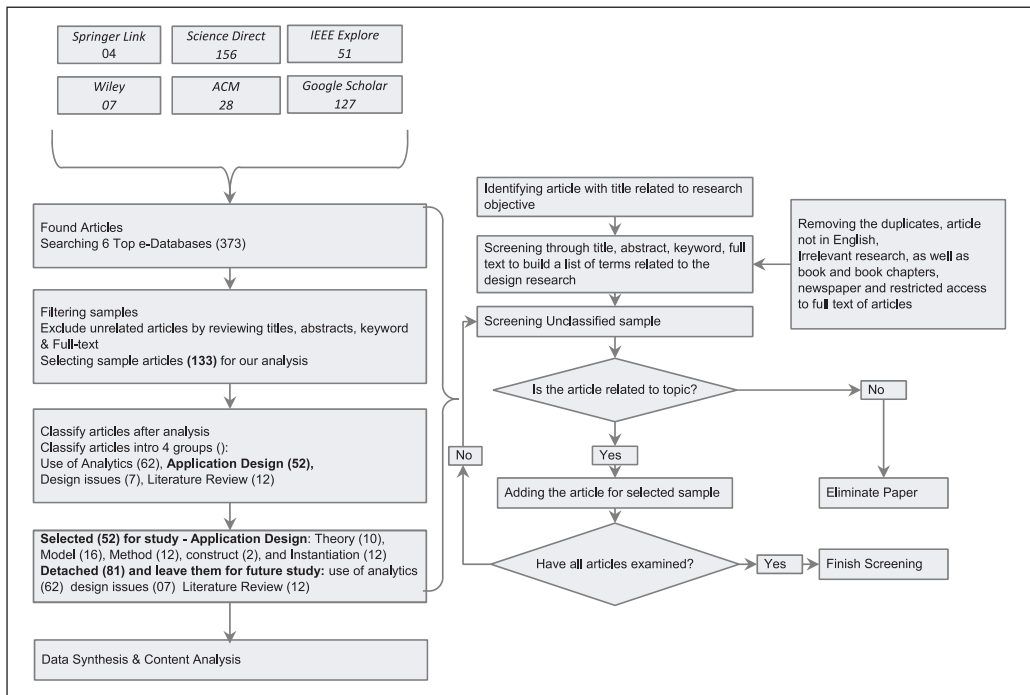 Springer Link
04
Science Direct
156
IEEE Explore
51
Wiley
07
ACM
28
Google Scholar
127
Found Articles
Searching 6 Top e-Databases (373)
Filtering samples
Exclude unrelated articles by reviewing titles, abstracts, keyword
& Full-text
Selecting sample articles (133) for our analysis
Classify articles after analysis
Classify articles intro 4 groups ():
Use of Analytics (62), Application Design (52),
Design issues (7), Literature Review (12)
Selected (52) for study - Application Design: Theory (10),
Model (16), Method (12), construct (2), and Instantiation (12)
Detached (81) and leave them for future study: use of analytics
(62) design issues (07) Literature Review (12)
Data Synthesis & Content Analysis
Identifying article with title related to research
objective
Screening through title, abstract, keyword, full
text to build a list of terms related to the
design research
Removing the duplicates, article
not in English,
Irrelevant research, as well as
book and book chapters,
newspaper and restricted access
to full text of articles
Screening Unclassified sample
Is the article related to topic?
No
Eliminate Paper
Yes
No
Adding the article for selected sample
Have all articles examined?
Yes
Finish Screening